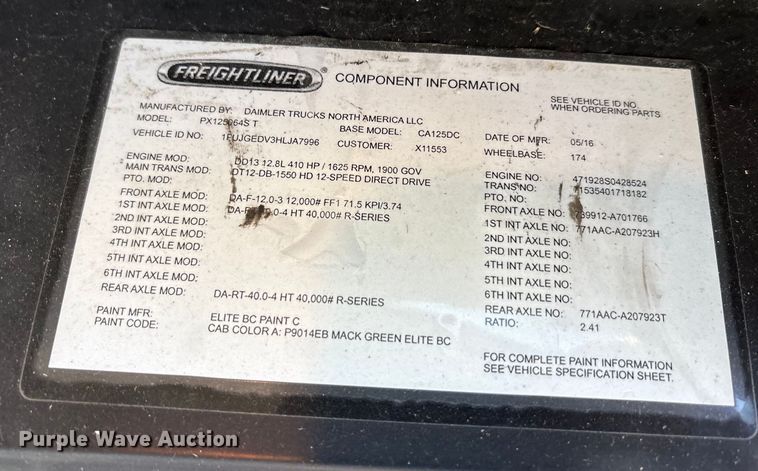 FREIGHTLINER® COMPONENT INFORMATION
SEE VEHICLE ID NO.
WHEN ORDERING PARTS
MANUFACTURED BY: DAIMLER TRUCKS NORTH AMERICA LLC
MODEL: T BASE MODEL: CA125DC DATE OF MFR: 05/16
VEHICLE ID NO: 1FUJGEDV3HLJA7996 CUSTOMER: X11553 WHEELBASE: 174
ENGINE MOD: DD13 12.8L 410 HP / 1625 RPM, 1900 GOV ENGINE NO: 471928S0428524
MAIN TRANS MOD: DT12-DB-1550 HD 12-SPEED DIRECT DRIVE TRANS NO:
PTO. MOD: PTO. NO:
FRONT AXLE MOD: DA-F-12.0-3 12,000# FF1 71.5 KPI/3.74 FRONT AXLE NO:
1ST INT AXLE MOD: HT 40,000# R-SERIES 1ST INT AXLE NO: 771AAC-A207923H
2ND INT AXLE MOD: 2ND INT AXLE NO:
3RD INT AXLE MOD: 3RD INT AXLE NO:
4TH INT AXLE MOD: 4TH INT AXLE NO:
5TH INT AXLE MOD: 5TH INT AXLE NO:
6TH INT AXLE MOD: 6TH INT AXLE NO:
REAR AXLE MOD: DA-RT-40.0-4 HT 40,000# R-SERIES REAR AXLE NO: 771AAC-A207923T
PAINT MFR: ELITE BC PAINT C RATIO: 2.41
PAINT CODE: CAB COLOR A: P9014EB MACK GREEN ELITE BC
FOR COMPLETE PAINT INFORMATION
SEE VEHICLE SPECIFICATION SHEET.
Purple Wave Auction